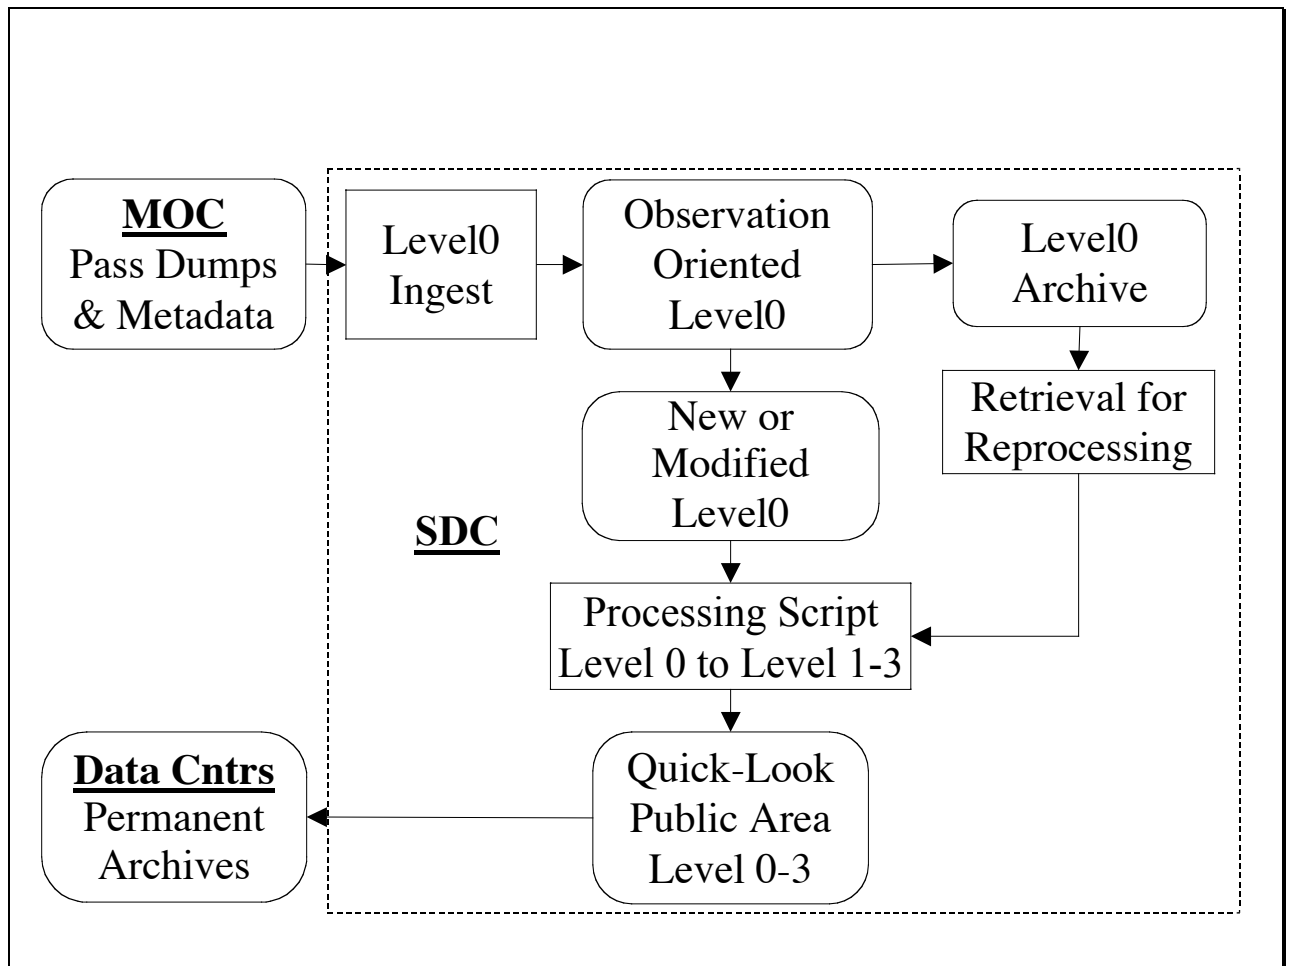 MOC
Pass Dumps
& Metadata
Level0
Ingest
Observation
Oriented
Level0
Level0
Archive
New or
Modified
Level0
Retrieval for
Reprocessing
SDC
Processing Script
Level 0 to Level 1-3
Data Cntrs
Permanent
Archives
Quick-Look
Public Area
Level 0-3